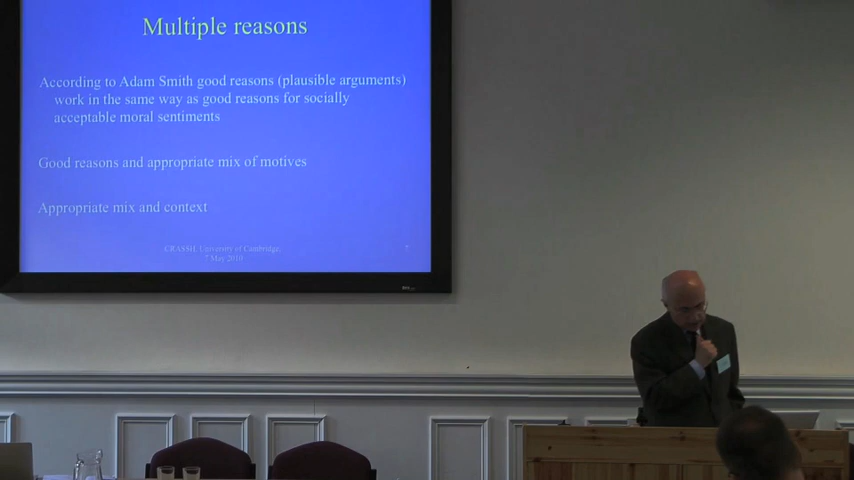 Multiple reasons
According to Adam Smith good reasons (plausible arguments)
work in the same way as good reasons for socially
acceptable moral sentiments
Good reasons and appropriate mix of motives
Appropriate mix and context
CRASSH, University of Cambridge,
7 May 2010
7